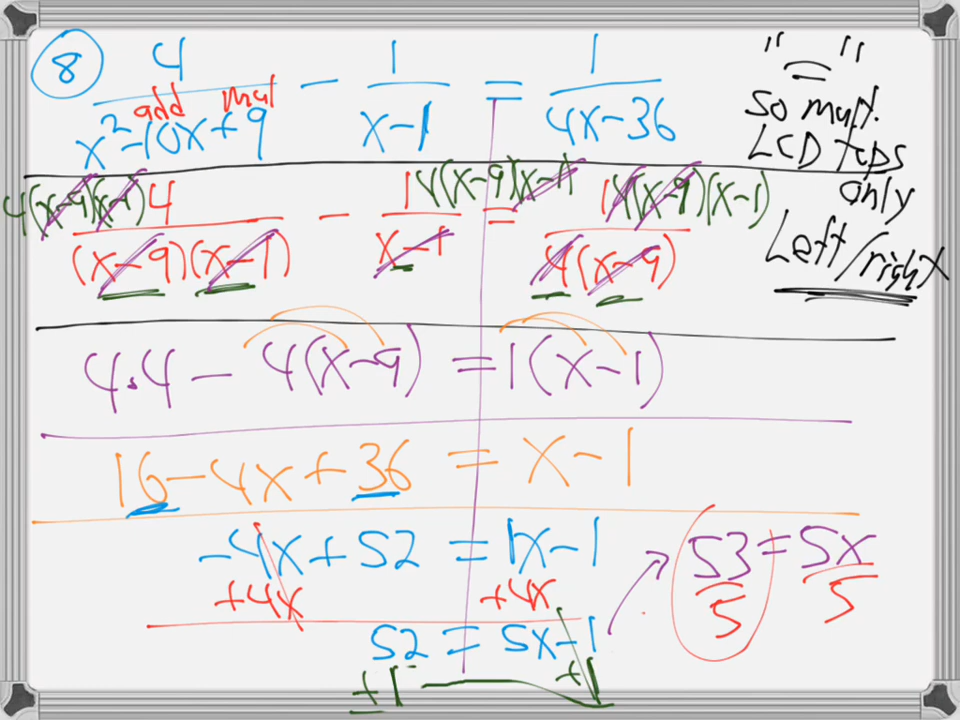 8 4/(x²-10x+9) - 1/(x-1) = 1/(4x-36)
add mul
"="
so mult.
LCD tops
only
Left/right
4(x-9)(x-1)4/((x-9)(x-1)) - 1 4(x-9)(x-1)/(x-1) = 1 4(x-9)(x-1)/(4(x-9))
4·4 - 4(x-9) = 1(x-1)
16-4x+36 = x-1
-4x+52 = 1x-1
+4x +4x
52 = 5x-1
+1 +1
53/5 = 5x/5